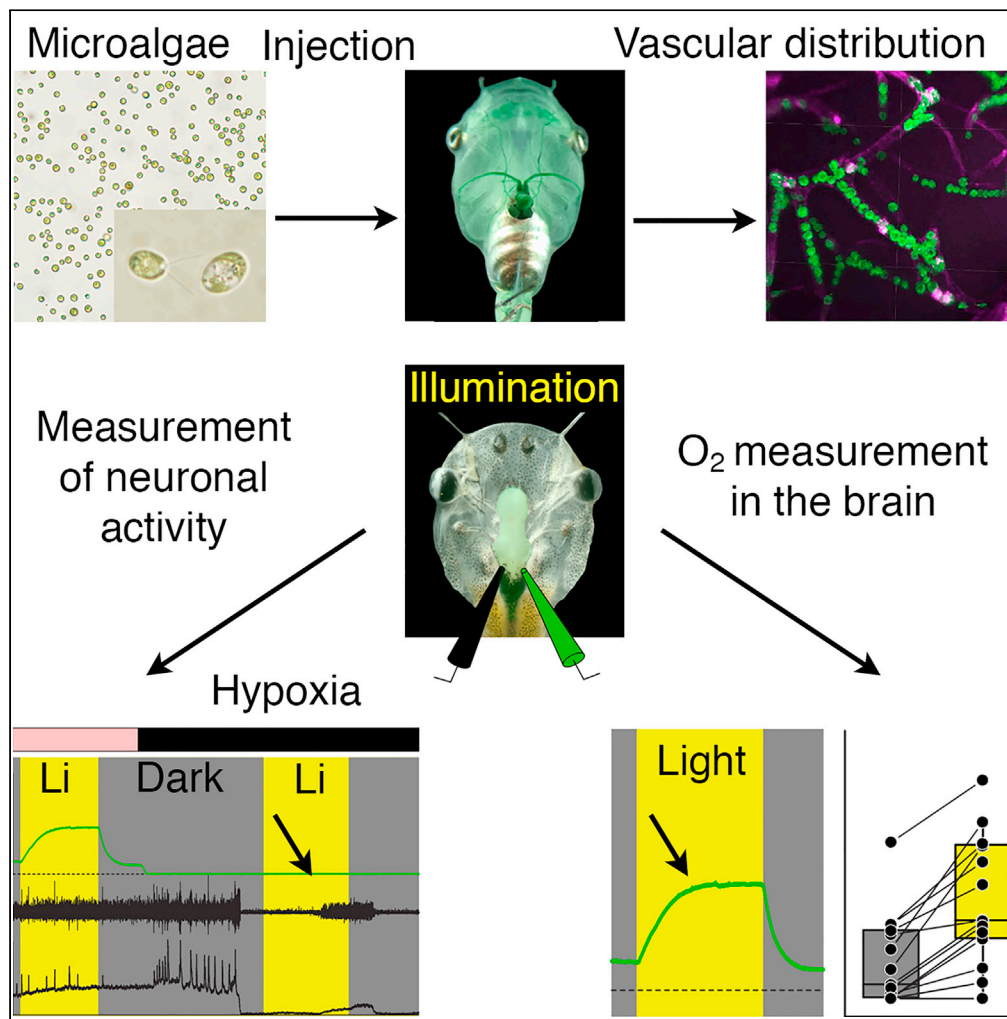 Microalgae
Injection
Vascular distribution
Illumination
Measurement
of neuronal
activity
O₂ measurement
in the brain
Hypoxia
Li
Dark
Li
Light